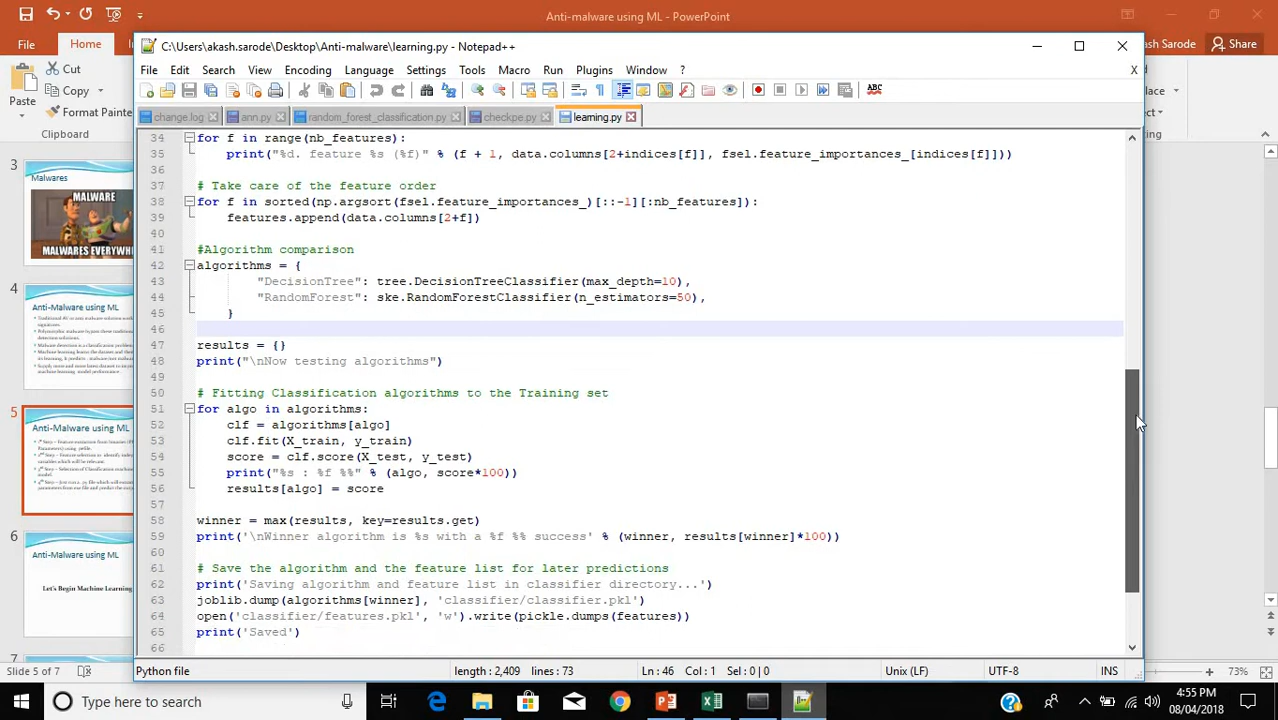 Anti-malware using ML - PowerPoint
File
Home
ash Sarode
Share
Cut
Copy
Format Painte
Paste
Clipboard
C:\Users\akash.sarode\Desktop\Anti-malware\learning.py - Notepad++
File Edit Search View Encoding Language Settings Tools Macro Run Plugins Window ? X
change.log ann.py random_forest_classification.py checkpe.py learning.py
34 for f in range(nb_features):
35 print("%d. feature %s (%f)" % (f + 1, data.columns[2+indices[f]], fsel.feature_importances_[indices[f]]))
36
37 # Take care of the feature order
38 for f in sorted(np.argsort(fsel.feature_importances_)[::-1][:nb_features]):
39 features.append(data.columns[2+f])
40
41 #Algorithm comparison
42 algorithms = {
43 "DecisionTree": tree.DecisionTreeClassifier(max_depth=10),
44 "RandomForest": ske.RandomForestClassifier(n_estimators=50),
45 }
46
47 results = {}
48 print("\nNow testing algorithms")
49
50 # Fitting Classification algorithms to the Training set
51 for algo in algorithms:
52 clf = algorithms[algo]
53 clf.fit(X_train, y_train)
54 score = clf.score(X_test, y_test)
55 print("%s : %f %%" % (algo, score*100))
56 results[algo] = score
57
58 winner = max(results, key=results.get)
59 print('\nWinner algorithm is %s with a %f %% success' % (winner, results[winner]*100))
60
61 # Save the algorithm and the feature list for later predictions
62 print('Saving algorithm and feature list in classifier directory...')
63 joblib.dump(algorithms[winner], 'classifier/classifier.pkl')
64 open('classifier/features.pkl', 'w').write(pickle.dumps(features))
65 print('Saved')
66
Python file length : 2,409 lines : 73 Ln : 46 Col : 1 Sel : 0 | 0 Unix (LF) UTF-8 INS
3
Malwares
MALWARE
MALWARES EVERYWHE
4
Anti-Malware using ML
5
Anti-Malware using ML
6
Anti-Malware using ML
Let's Begin Machine Learning
7
lace
ting
Slide 5 of 7
73%
Type here to search
4:55 PM
08/04/2018